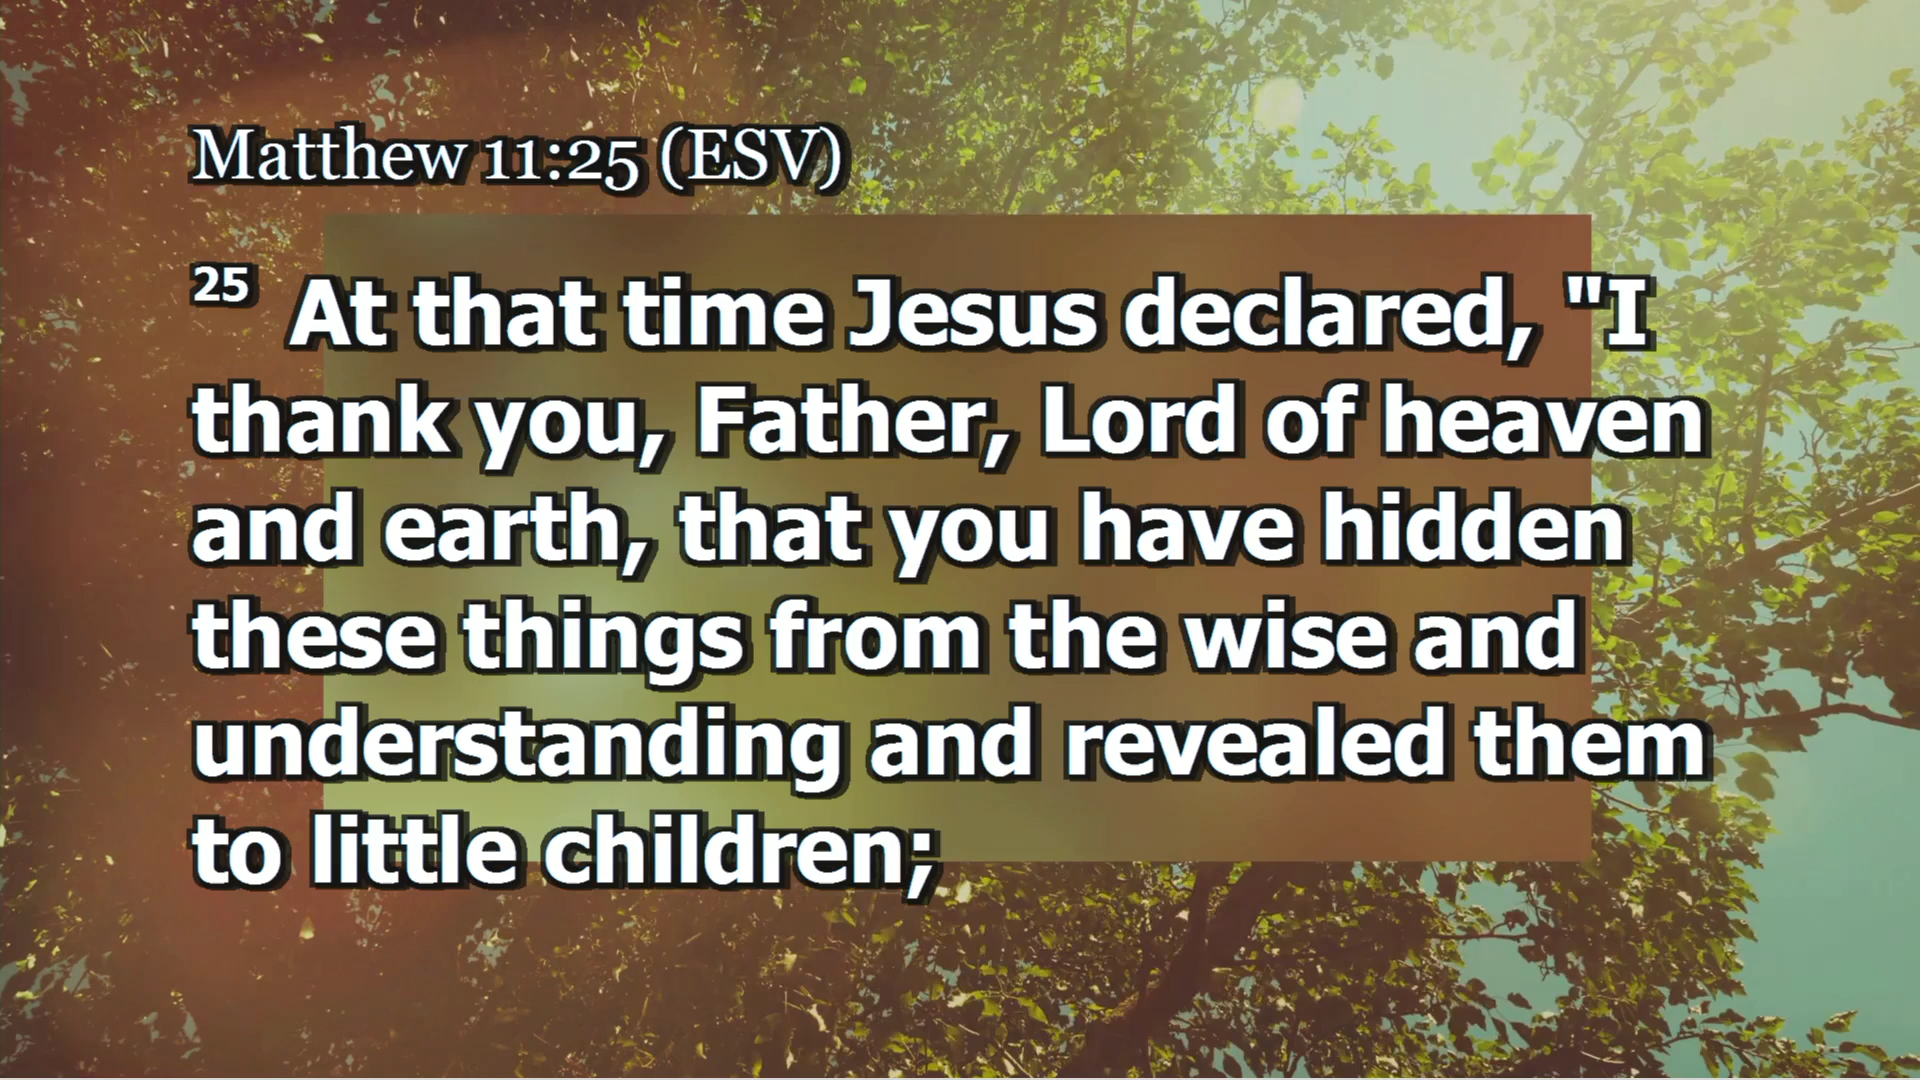 Matthew 11:25 (ESV)
25 At that time Jesus declared, "I
thank you, Father, Lord of heaven
and earth, that you have hidden
these things from the wise and
understanding and revealed them
to little children;